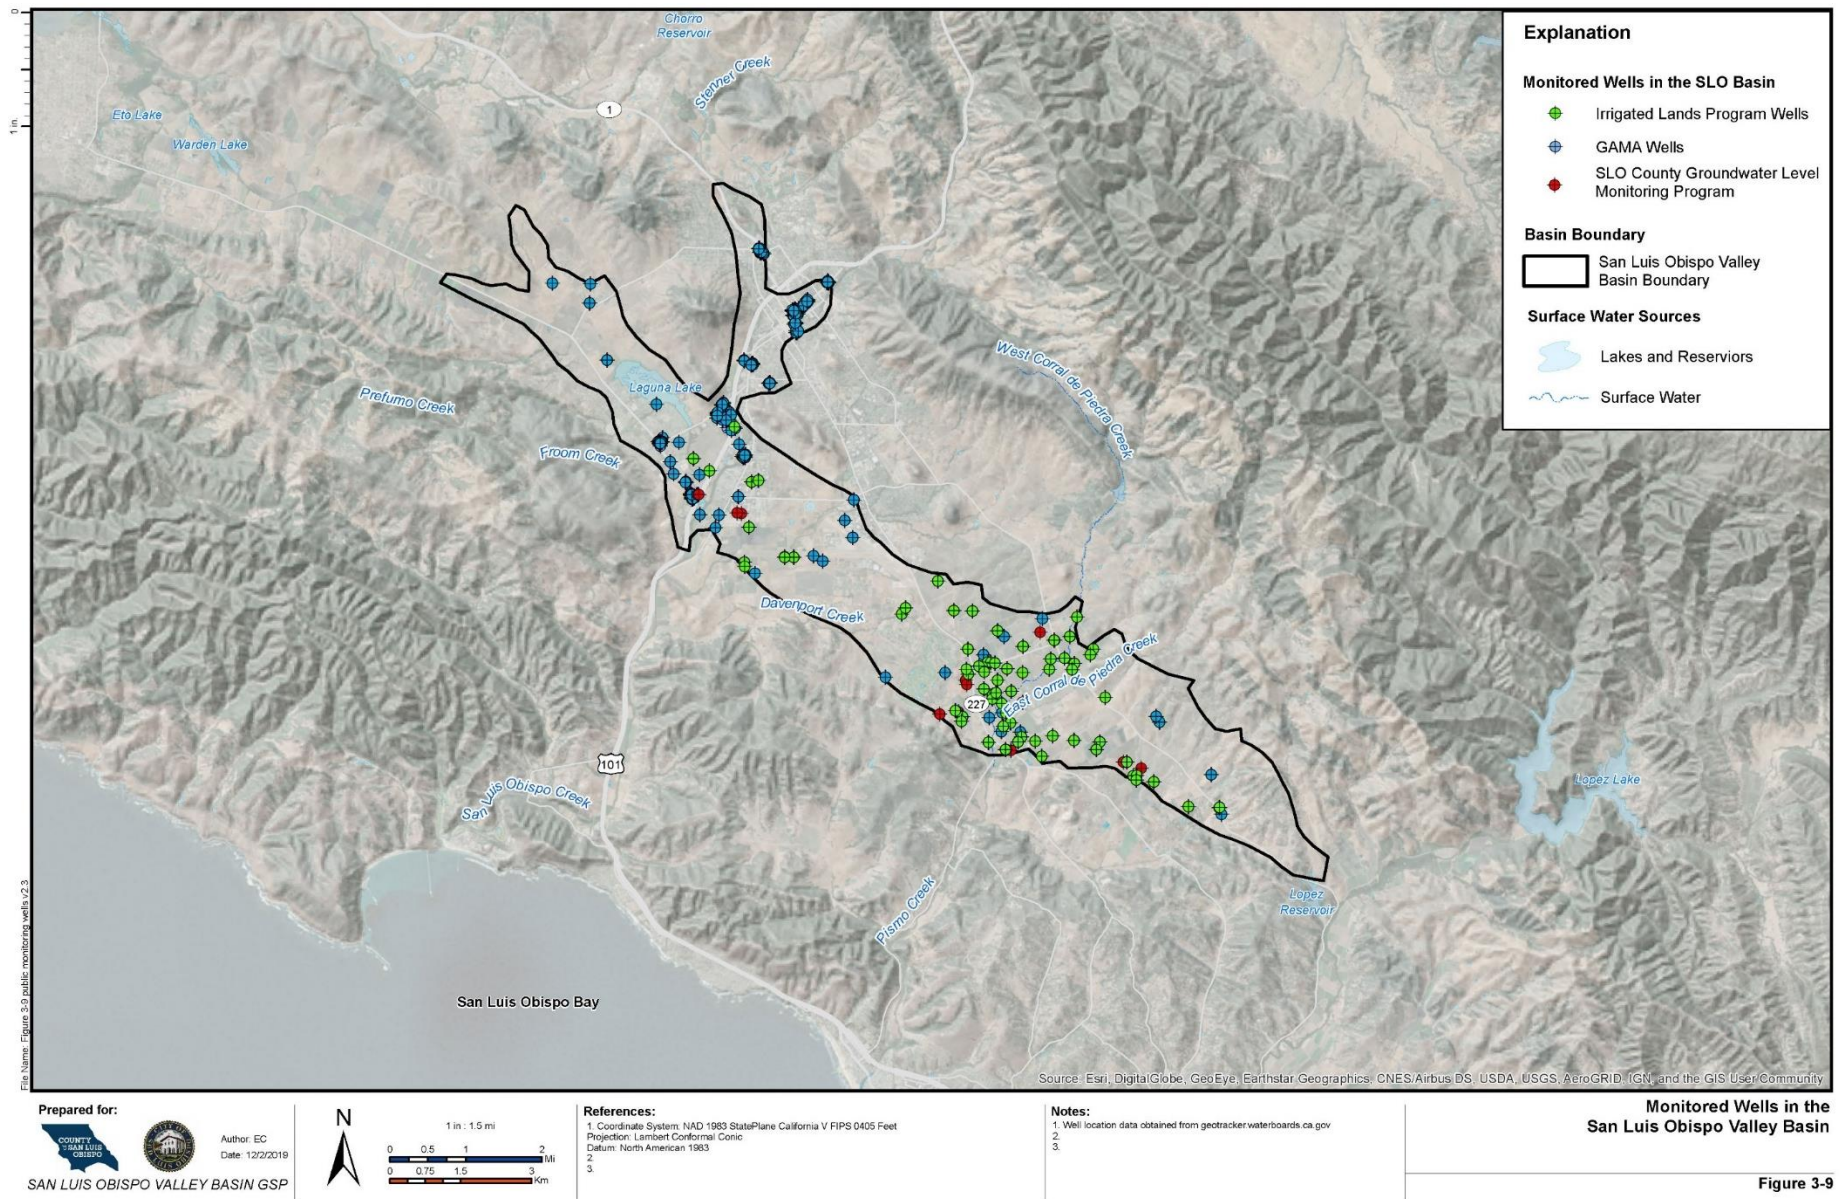 Explanation
Monitored Wells in the SLO Basin
Irrigated Lands Program Wells
GAMA Wells
SLO County Groundwater Level
Monitoring Program
Basin Boundary
San Luis Obispo Valley
Basin Boundary
Surface Water Sources
Lakes and Reserviors
Surface Water
0
1 in.
Chorro
Reservoir
Stenner Creek
1
Eto Lake
Warden Lake
West Corral de Piedra Creek
Laguna Lake
Prefumo Creek
Froom Creek
Davenport Creek
East Corral de Piedra Creek
227
101
San Luis Obispo Creek
Lopez Lake
Lopez
Reservoir
Pismo Creek
San Luis Obispo Bay
File Name: Figure 3-9 public monitoring wells v2.3
Source: Esri, DigitalGlobe, GeoEye, Earthstar Geographics, CNES/Airbus DS, USDA, USGS, AeroGRID, IGN, and the GIS User Community
Prepared for:
COUNTY
OF SAN LUIS
OBISPO
Author: EC
Date: 12/2/2019
SAN LUIS OBISPO VALLEY BASIN GSP
N
1 in : 1.5 mi
0 0.5 1 2
Mi
0 0.75 1.5 3
Km
References:
1. Coordinate System: NAD 1983 StatePlane California V FIPS 0405 Feet
Projection: Lambert Conformal Conic
Datum: North American 1983
2.
3.
Notes:
1. Well location data obtained from geotracker.waterboards.ca.gov
2.
3.
Monitored Wells in the
San Luis Obispo Valley Basin
Figure 3-9